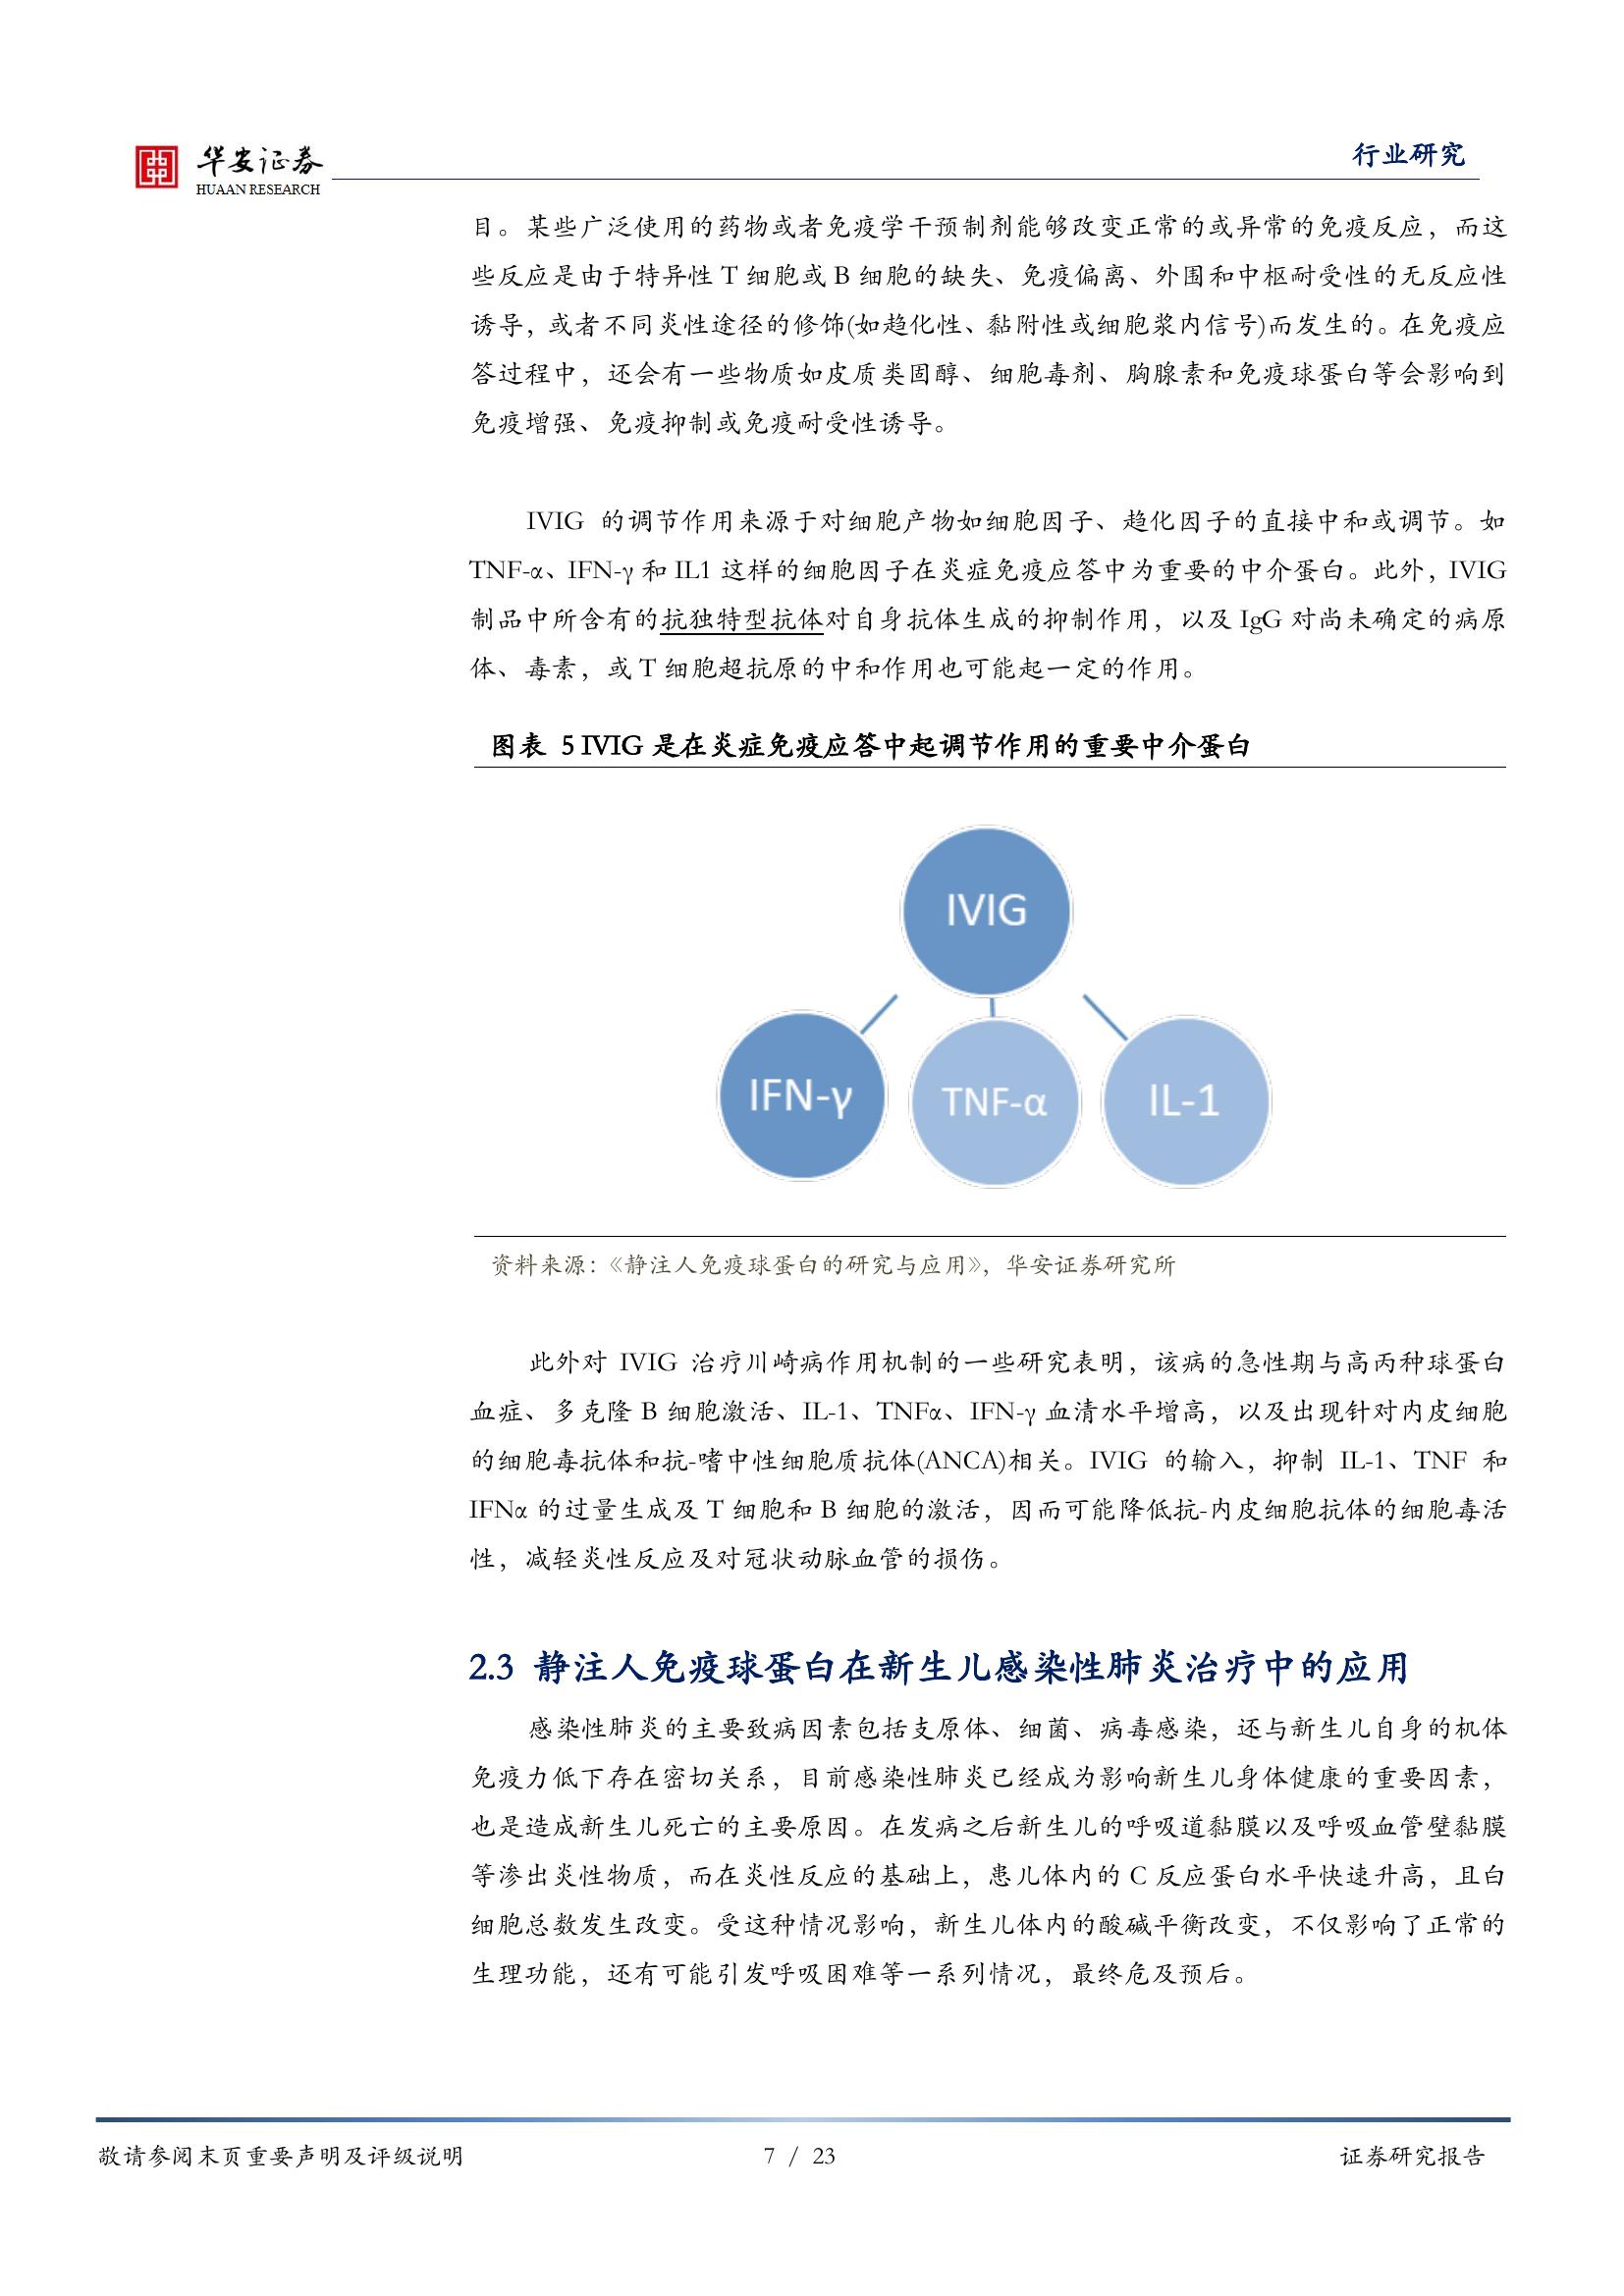 华安证券
HUAAN RESEARCH
行业研究
目。某些广泛使用的药物或者免疫学干预制剂能够改变正常的或异常的免疫反应，而这
些反应是由于特异性 T 细胞或 B 细胞的缺失、免疫偏离、外围和中枢耐受性的无反应性
诱导，或者不同炎性途径的修饰(如趋化性、黏附性或细胞浆内信号)而发生的。在免疫应
答过程中，还会有一些物质如皮质类固醇、细胞毒剂、胸腺素和免疫球蛋白等会影响到
免疫增强、免疫抑制或免疫耐受性诱导。
IVIG 的调节作用来源于对细胞产物如细胞因子、趋化因子的直接中和或调节。如
TNF-α、IFN-γ 和 IL1 这样的细胞因子在炎症免疫应答中为重要的中介蛋白。此外，IVIG
制品中所含有的抗独特型抗体对自身抗体生成的抑制作用，以及 IgG 对尚未确定的病原
体、毒素，或 T 细胞超抗原的中和作用也可能起一定的作用。
图表 5 IVIG 是在炎症免疫应答中起调节作用的重要中介蛋白
IVIG
IFN-γ
TNF-α
IL-1
资料来源：《静注人免疫球蛋白的研究与应用》，华安证券研究所
此外对 IVIG 治疗川崎病作用机制的一些研究表明，该病的急性期与高丙种球蛋白
血症、多克隆 B 细胞激活、IL-1、TNFα、IFN-γ 血清水平增高，以及出现针对内皮细胞
的细胞毒抗体和抗-嗜中性细胞质抗体(ANCA)相关。IVIG 的输入，抑制 IL-1、TNF 和
IFNα 的过量生成及 T 细胞和 B 细胞的激活，因而可能降低抗-内皮细胞抗体的细胞毒活
性，减轻炎性反应及对冠状动脉血管的损伤。
2.3 静注人免疫球蛋白在新生儿感染性肺炎治疗中的应用
感染性肺炎的主要致病因素包括支原体、细菌、病毒感染，还与新生儿自身的机体
免疫力低下存在密切关系，目前感染性肺炎已经成为影响新生儿身体健康的重要因素，
也是造成新生儿死亡的主要原因。在发病之后新生儿的呼吸道黏膜以及呼吸血管壁黏膜
等渗出炎性物质，而在炎性反应的基础上，患儿体内的 C 反应蛋白水平快速升高，且白
细胞总数发生改变。受这种情况影响，新生儿体内的酸碱平衡改变，不仅影响了正常的
生理功能，还有可能引发呼吸困难等一系列情况，最终危及预后。
敬请参阅末页重要声明及评级说明
7 / 23
证券研究报告